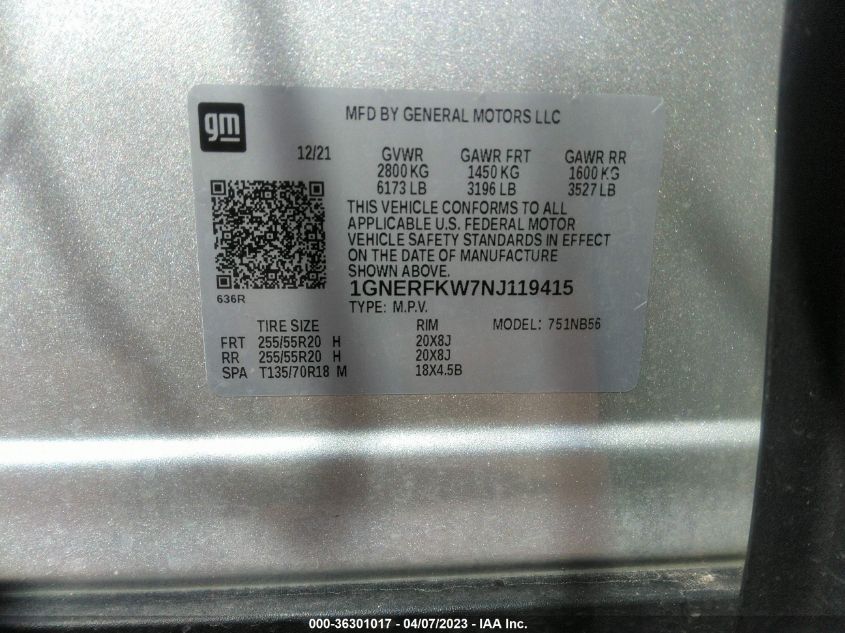 gm
MFD BY GENERAL MOTORS LLC
12/21 GVWR GAWR FRT GAWR RR
2800 KG 1450 KG 1600 KG
6173 LB 3196 LB 3527 LB
THIS VEHICLE CONFORMS TO ALL
APPLICABLE U.S. FEDERAL MOTOR
VEHICLE SAFETY STANDARDS IN EFFECT
ON THE DATE OF MANUFACTURE
SHOWN ABOVE.
1GNERFKW7NJ119415
636R
TYPE: M.P.V.
TIRE SIZE RIM MODEL: 751NB56
FRT 255/55R20 H 20X8J
RR 255/55R20 H 20X8J
SPA T135/70R18 M 18X4.5B
000-36301017 - 04/07/2023 - IAA Inc.